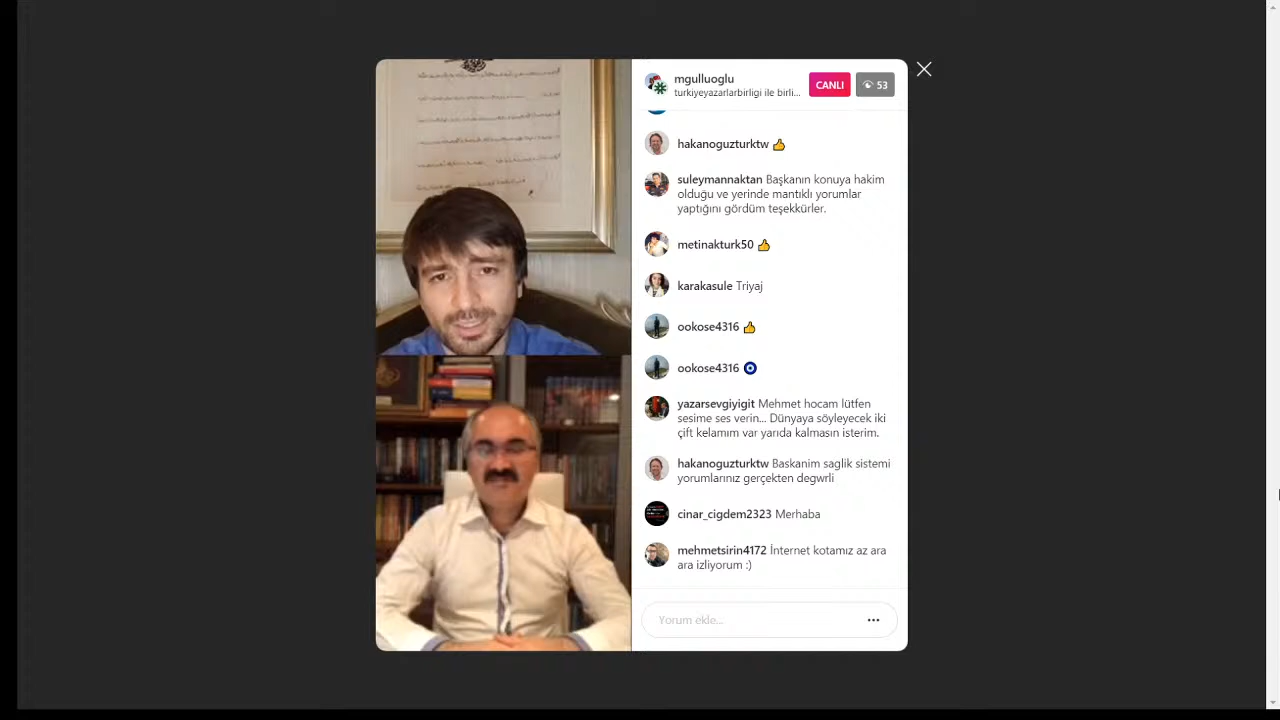 mgulluoglu
turkiyeyazarlarbirligi ile birli...
CANLI
53
hakanoguzturktw 👍
suleymannaktan Başkanın konuya hakim
olduğu ve yerinde mantıklı yorumlar
yaptığını gördüm teşekkürler.
metinakturk50 👍
karakasule Triyaj
ookose4316 👍
ookose4316 🧿
yazarsevgiyigit Mehmet hocam lütfen
sesime ses verin... Dünyaya söyleyecek iki
çift kelamım var yarıda kalmasın isterim.
hakanoguzturktw Baskanim saglik sistemi
yorumlarınız gerçekten degwrli
cinar_cigdem2323 Merhaba
mehmetsirin4172 İnternet kotamız az ara
ara izliyorum :)
Yorum ekle...